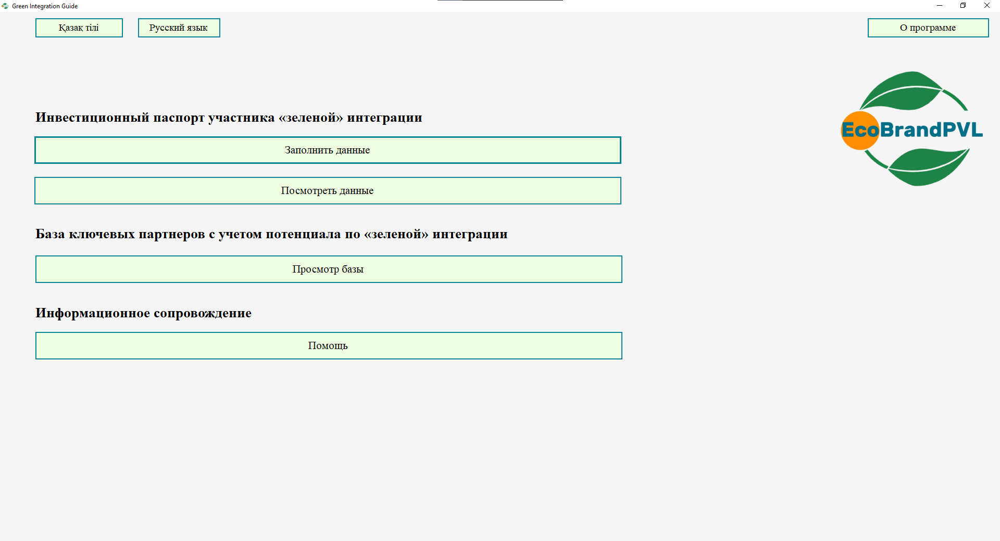 Green Integration Guide
Қазақ тілі
Русский язык
О программе
EcoBrandPVL
Инвестиционный паспорт участника «зеленой» интеграции
Заполнить данные
Посмотреть данные
База ключевых партнеров с учетом потенциала по «зеленой» интеграции
Просмотр базы
Информационное сопровождение
Помощь